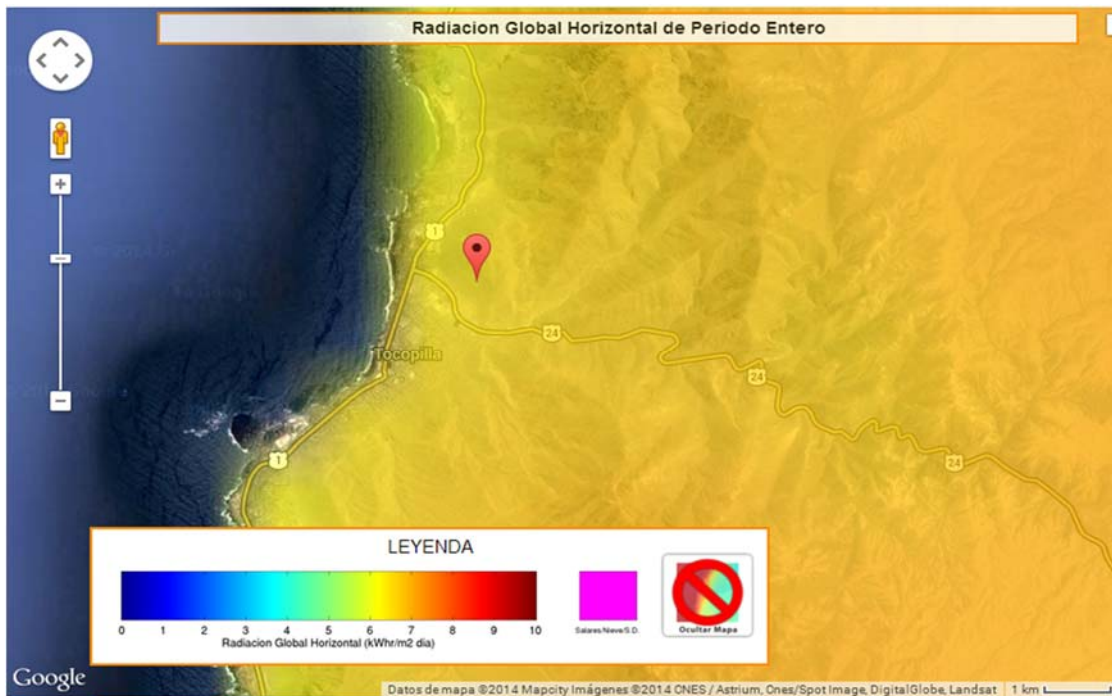 Radiacion Global Horizontal de Periodo Entero
1
24
Tocopilla
24
1
24
LEYENDA
0 1 2 3 4 5 6 7 8 9 10
Radiacion Global Horizontal (kWhr/m2 dia)
Salares/Nieve/S.D.
Ocultar Mapa
Google
Datos de mapa ©2014 Mapcity Imágenes ©2014 CNES / Astrium, Cnes/Spot Image, DigitalGlobe, Landsat
1 km